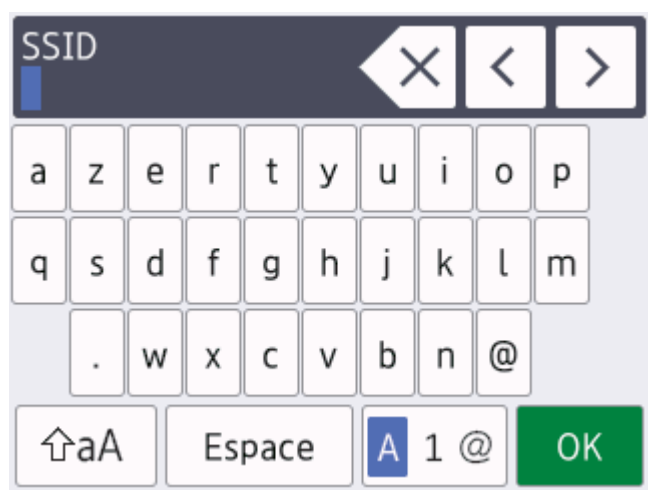 SSID
a z e r t y u i o p
q s d f g h j k l m
. w x c v b n @
aA Espace A 1 @ OK